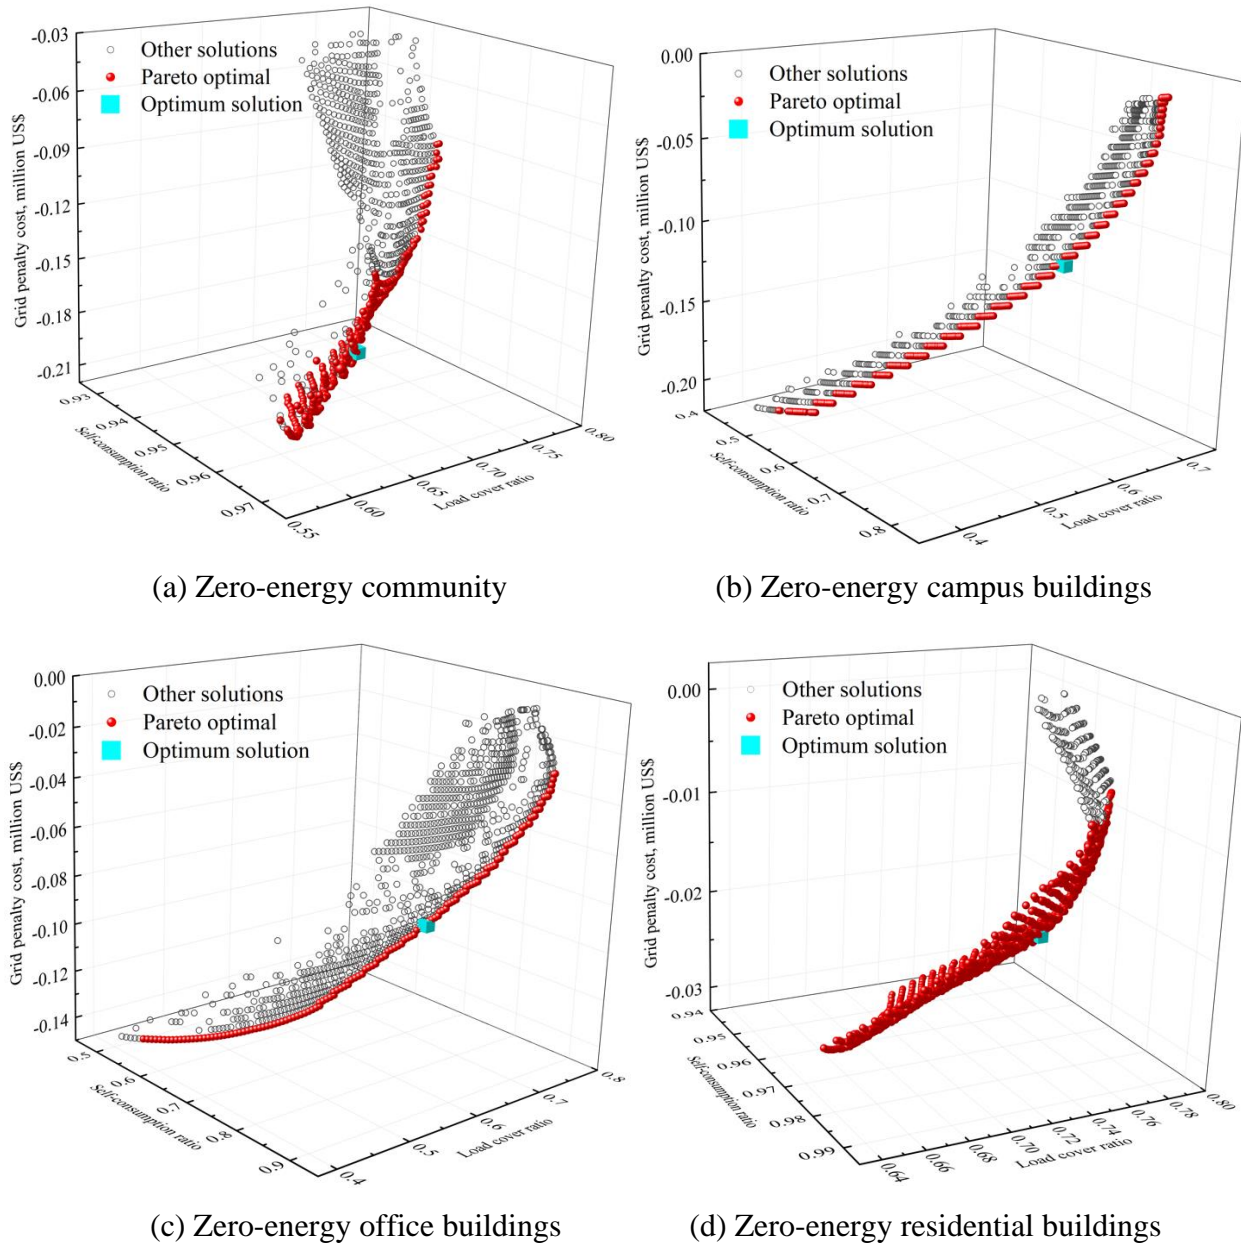 -0.03
-0.06
-0.09
-0.12
-0.15
-0.18
-0.21
Grid penalty cost, million US$
Other solutions
Pareto optimal
Optimum solution
0.93
0.94
0.95
0.96
0.97
Self-consumption ratio
0.55
0.60
0.65
0.70
0.75
0.80
Load cover ratio
(a) Zero-energy community
0.00
-0.05
-0.10
-0.15
-0.20
Grid penalty cost, million US$
Other solutions
Pareto optimal
Optimum solution
0.4
0.5
0.6
0.7
0.8
Self-consumption ratio
0.4
0.5
0.6
0.7
Load cover ratio
(b) Zero-energy campus buildings
0.00
-0.02
-0.04
-0.06
-0.08
-0.10
-0.12
-0.14
Grid penalty cost, million US$
Other solutions
Pareto optimal
Optimum solution
0.5
0.6
0.7
0.8
0.9
Self-consumption ratio
0.4
0.5
0.6
0.7
0.8
Load cover ratio
(c) Zero-energy office buildings
0.00
-0.01
-0.02
-0.03
Grid penalty cost, million US$
Other solutions
Pareto optimal
Optimum solution
0.94
0.95
0.96
0.97
0.98
0.99
Self-consumption ratio
0.64
0.66
0.68
0.70
0.72
0.74
0.76
0.78
0.80
Load cover ratio
(d) Zero-energy residential buildings